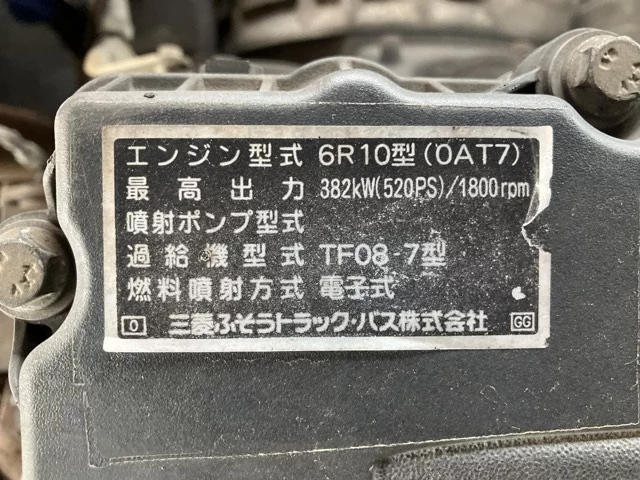 エンジン型式 6R10型(0AT7)
最高出力 382kW(520PS)/1800rpm
噴射ポンプ型式
過給機型式 TF08-7型
燃料噴射方式 電子式
0 三菱ふそうトラック・バス株式会社 GG